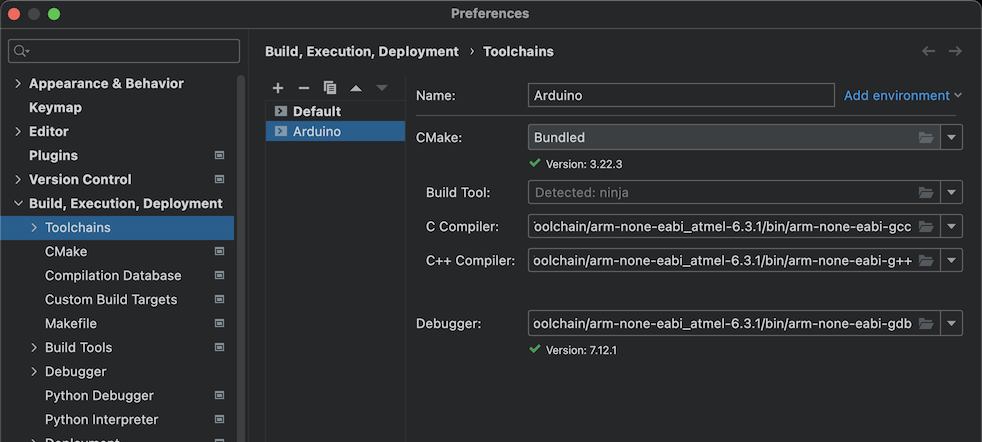 Preferences
Build, Execution, Deployment › Toolchains
Appearance & Behavior
Keymap
Editor
Plugins
Version Control
Build, Execution, Deployment
Toolchains
CMake
Compilation Database
Custom Build Targets
Makefile
Build Tools
Debugger
Python Debugger
Python Interpreter
Deployment
Default
Arduino
Name: Arduino Add environment
CMake: Bundled
Version: 3.22.3
Build Tool: Detected: ninja
C Compiler: oolchain/arm-none-eabi_atmel-6.3.1/bin/arm-none-eabi-gcc
C++ Compiler: oolchain/arm-none-eabi_atmel-6.3.1/bin/arm-none-eabi-g++
Debugger: oolchain/arm-none-eabi_atmel-6.3.1/bin/arm-none-eabi-gdb
Version: 7.12.1